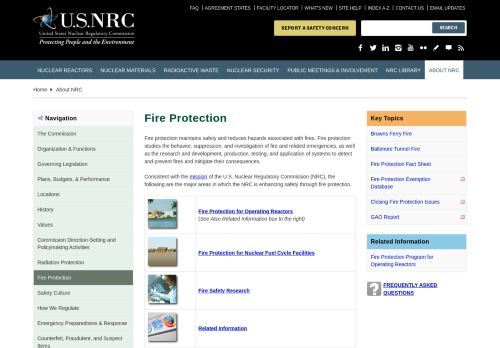 FAQ | AGREEMENT STATES | FACILITY LOCATOR | WHAT'S NEW | SITE HELP | INDEX A-Z | CONTACT US | EMAIL UPDATES
U.S.NRC
United States Nuclear Regulatory Commission
Protecting People and the Environment
REPORT A SAFETY CONCERN
SEARCH
NUCLEAR REACTORS NUCLEAR MATERIALS RADIOACTIVE WASTE NUCLEAR SECURITY PUBLIC MEETINGS & INVOLVEMENT NRC LIBRARY ABOUT NRC
Home About NRC
Navigation
The Commission
Organization & Functions
Governing Legislation
Plans, Budgets, & Performance
Locations
History
Values
Commission Direction-Setting and
Policymaking Activities
Radiation Protection
Fire Protection
Safety Culture
How We Regulate
Emergency Preparedness & Response
Counterfeit, Fraudulent, and Suspect
Items
Fire Protection
Fire protection maintains safety and reduces hazards associated with fires. Fire protection
studies the behavior, suppression, and investigation of fire and related emergencies, as well
as the research and development, production, testing, and application of systems to detect
and prevent fires and mitigate their consequences.
Consistent with the mission of the U.S. Nuclear Regulatory Commission (NRC), the
following are the major areas in which the NRC is enhancing safety through fire protection.
Fire Protection for Operating Reactors
(See Also Related Information box to the right)
Fire Protection for Nuclear Fuel Cycle Facilities
Fire Safety Research
Related Information
Key Topics
Browns Ferry Fire
Baltimore Tunnel Fire
Fire Protection Fact Sheet
Fire Protection Exemption
Database
Closing Fire Protection Issues
GAO Report
Related Information
Fire Protection Program for
Operating Reactors
FREQUENTLY ASKED
QUESTIONS